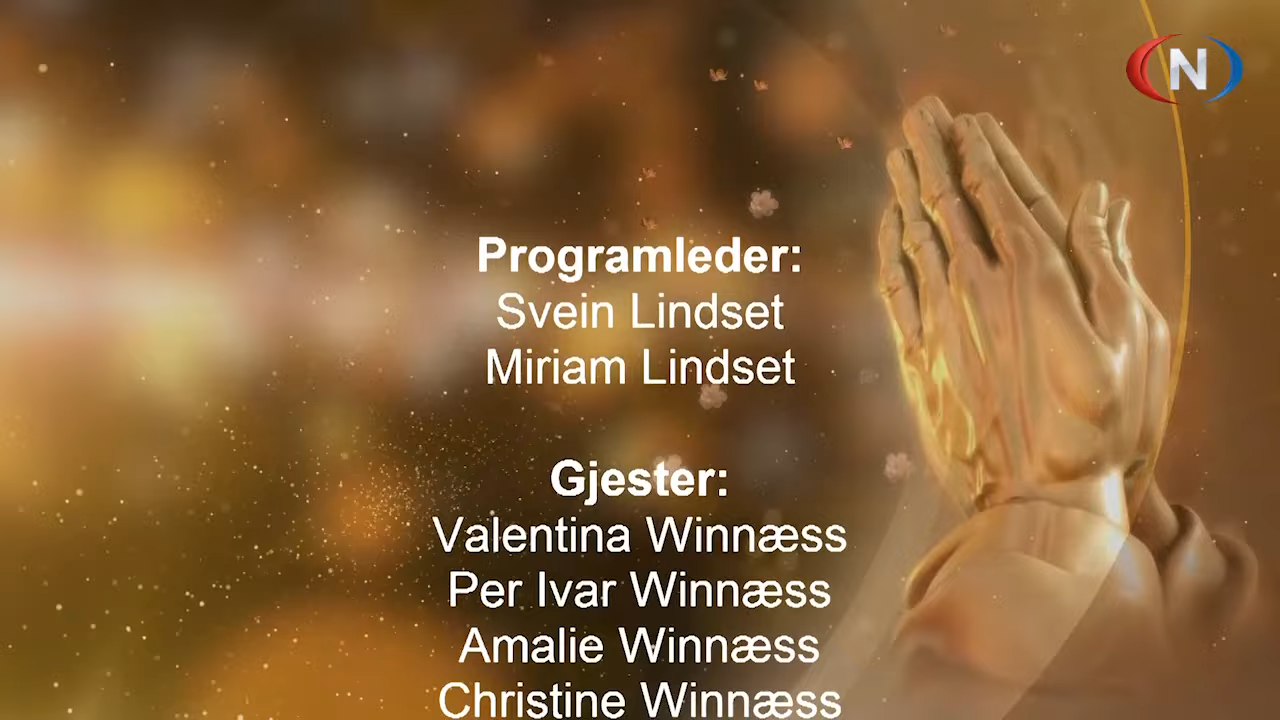 N
Programleder:
Svein Lindset
Miriam Lindset
Gjester:
Valentina Winnæss
Per Ivar Winnæss
Amalie Winnæss
Christine Winnæss